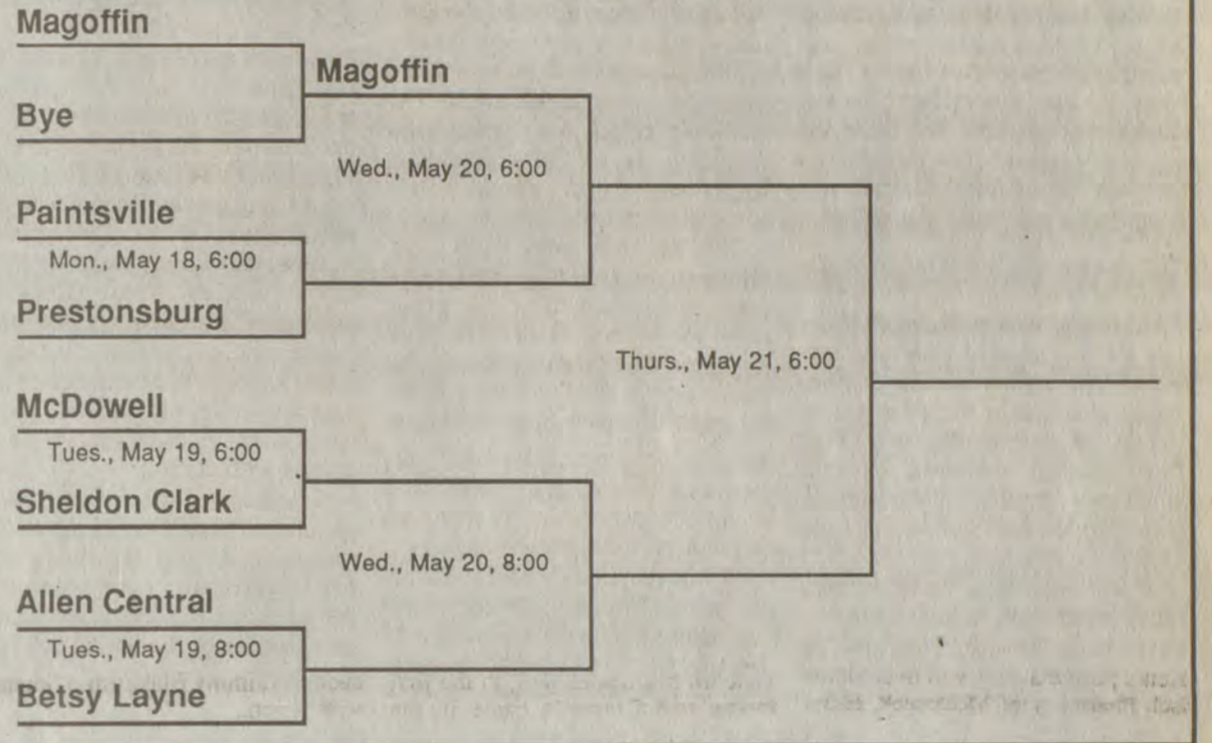 Magoffin
Magoffin
Bye
Wed., May 20, 6:00
Paintsville
Mon., May 18, 6:00
Prestonsburg
Thurs., May 21, 6:00
McDowell
Tues., May 19, 6:00
Sheldon Clark
Wed., May 20, 8:00
Allen Central
Tues., May 19, 8:00
Betsy Layne